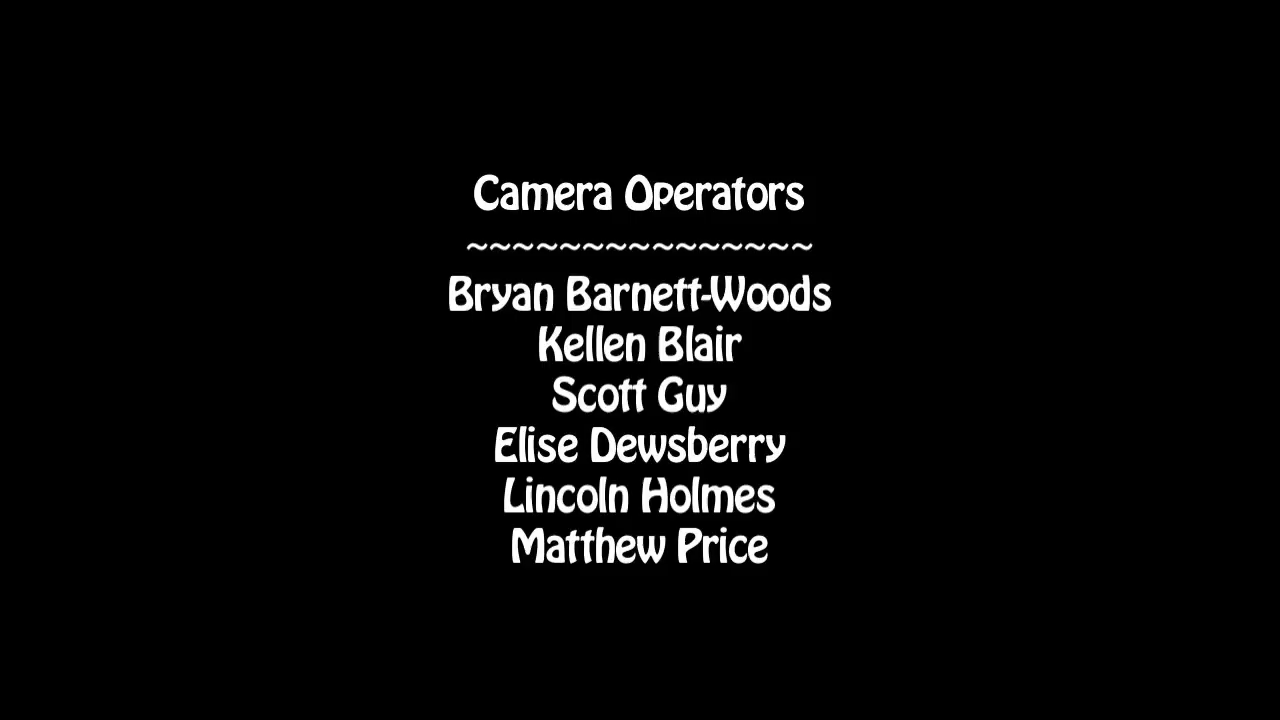 Camera Operators
~~~~~~~~~~~~~~~
Bryan Barnett-Woods
Kellen Blair
Scott Guy
Elise Dewsberry
Lincoln Holmes
Matthew Price